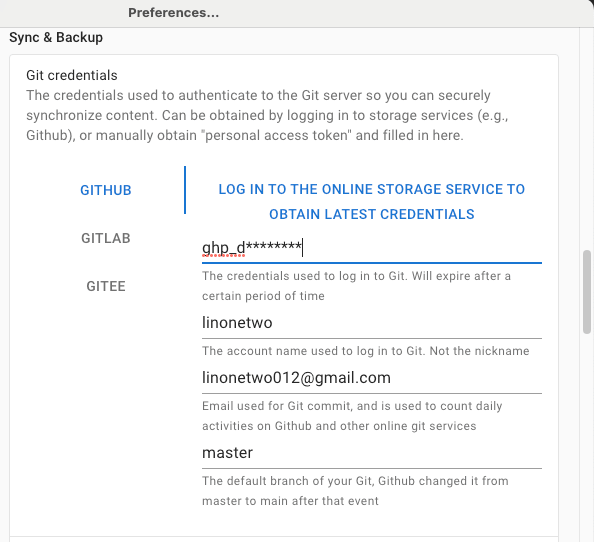 Preferences...
Sync & Backup
Git credentials
The credentials used to authenticate to the Git server so you can securely
synchronize content. Can be obtained by logging in to storage services (e.g.,
Github), or manually obtain "personal access token" and filled in here.
GITHUB
GITLAB
GITEE
LOG IN TO THE ONLINE STORAGE SERVICE TO
OBTAIN LATEST CREDENTIALS
ghp_d********
The credentials used to log in to Git. Will expire after a
certain period of time
linonetwo
The account name used to log in to Git. Not the nickname
linonetwo012@gmail.com
Email used for Git commit, and is used to count daily
activities on Github and other online git services
master
The default branch of your Git, Github changed it from
master to main after that event